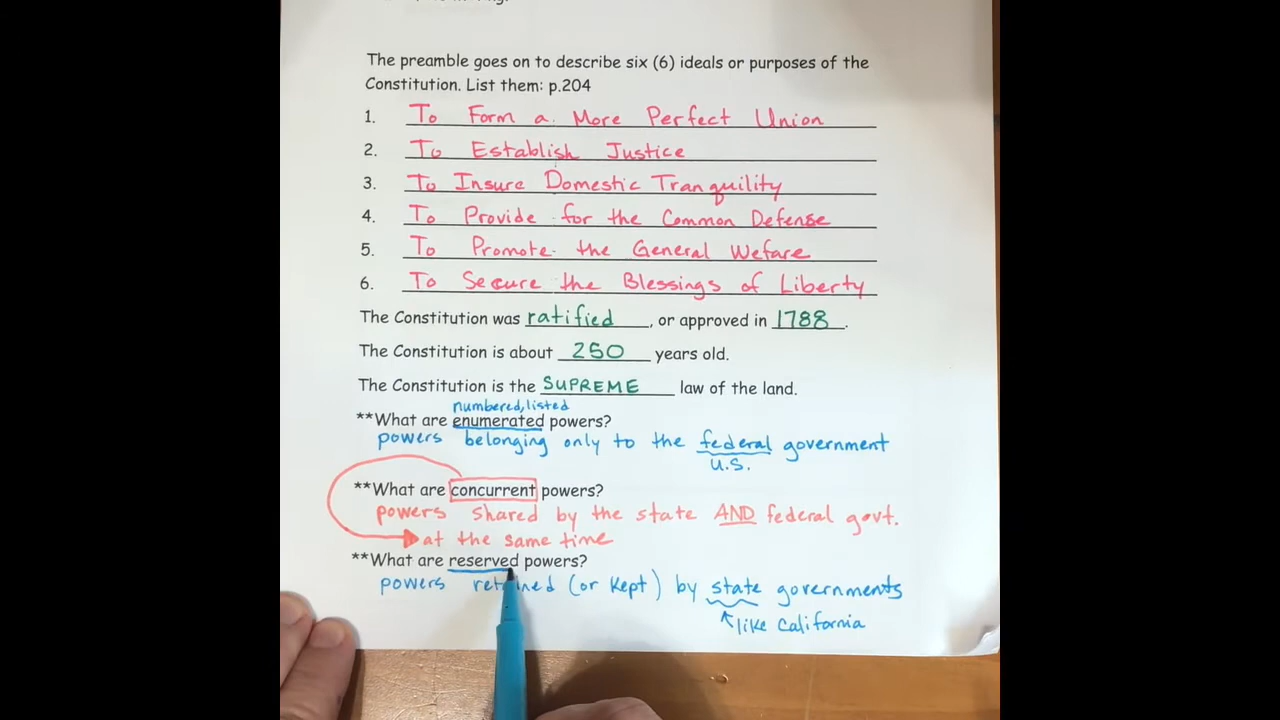 The preamble goes on to describe six (6) ideals or purposes of the
Constitution. List them: p.204
1. To Form a More Perfect Union
2. To Establish Justice
3. To Insure Domestic Tranquility
4. To Provide for the Common Defense
5. To Promote the General Wefare
6. To Secure the Blessings of Liberty
The Constitution was ratified, or approved in 1788.
The Constitution is about 250 years old.
The Constitution is the SUPREME law of the land.
numbered, listed
**What are enumerated powers?
powers belonging only to the federal government
U.S.
**What are concurrent powers?
powers shared by the state AND federal govt.
at the same time
**What are reserved powers?
powers retained (or kept) by state governments
like California